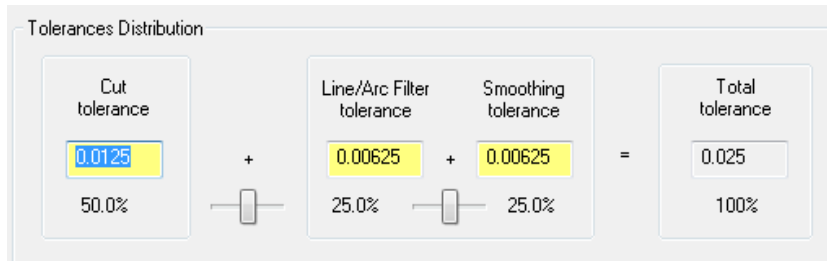 Tolerances Distribution
Cut
tolerance
Line/Arc Filter
tolerance
Smoothing
tolerance
Total
tolerance
0.0125 + 0.00625 + 0.00625 = 0.025
50.0% 25.0% 25.0% 100%